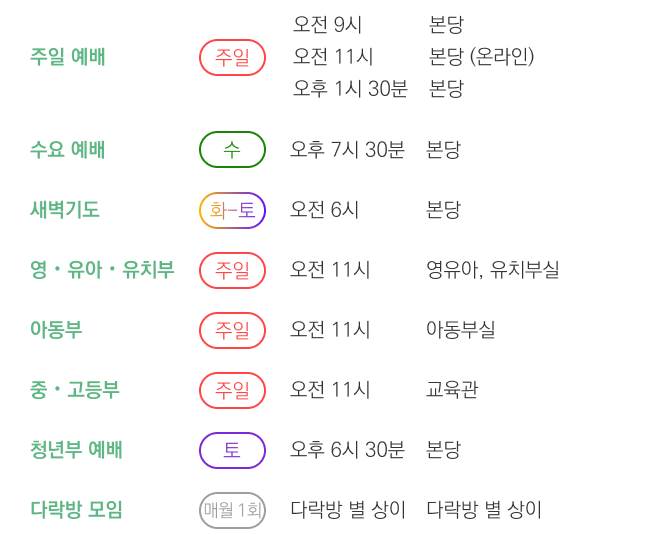 오전 9시 본당
주일 예배 주일 오전 11시 본당 (온라인)
오후 1시 30분 본당
수요 예배 수 오후 7시 30분 본당
새벽기도 화-토 오전 6시 본당
영·유아·유치부 주일 오전 11시 영유아, 유치부실
아동부 주일 오전 11시 아동부실
중·고등부 주일 오전 11시 교육관
청년부 예배 토 오후 6시 30분 본당
다락방 모임 매월 1회 다락방 별 상이 다락방 별 상이